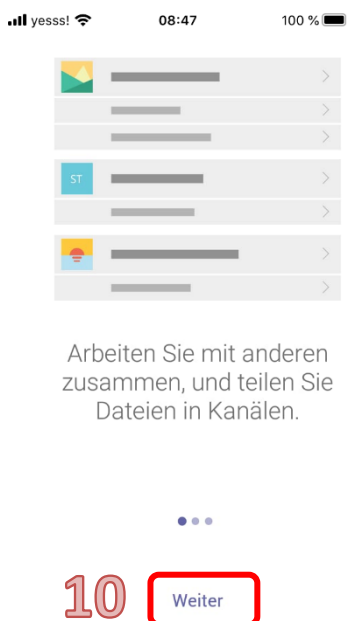 yesss! 08:47 100 %
ST
Arbeiten Sie mit anderen
zusammen, und teilen Sie
Dateien in Kanälen.
10 Weiter